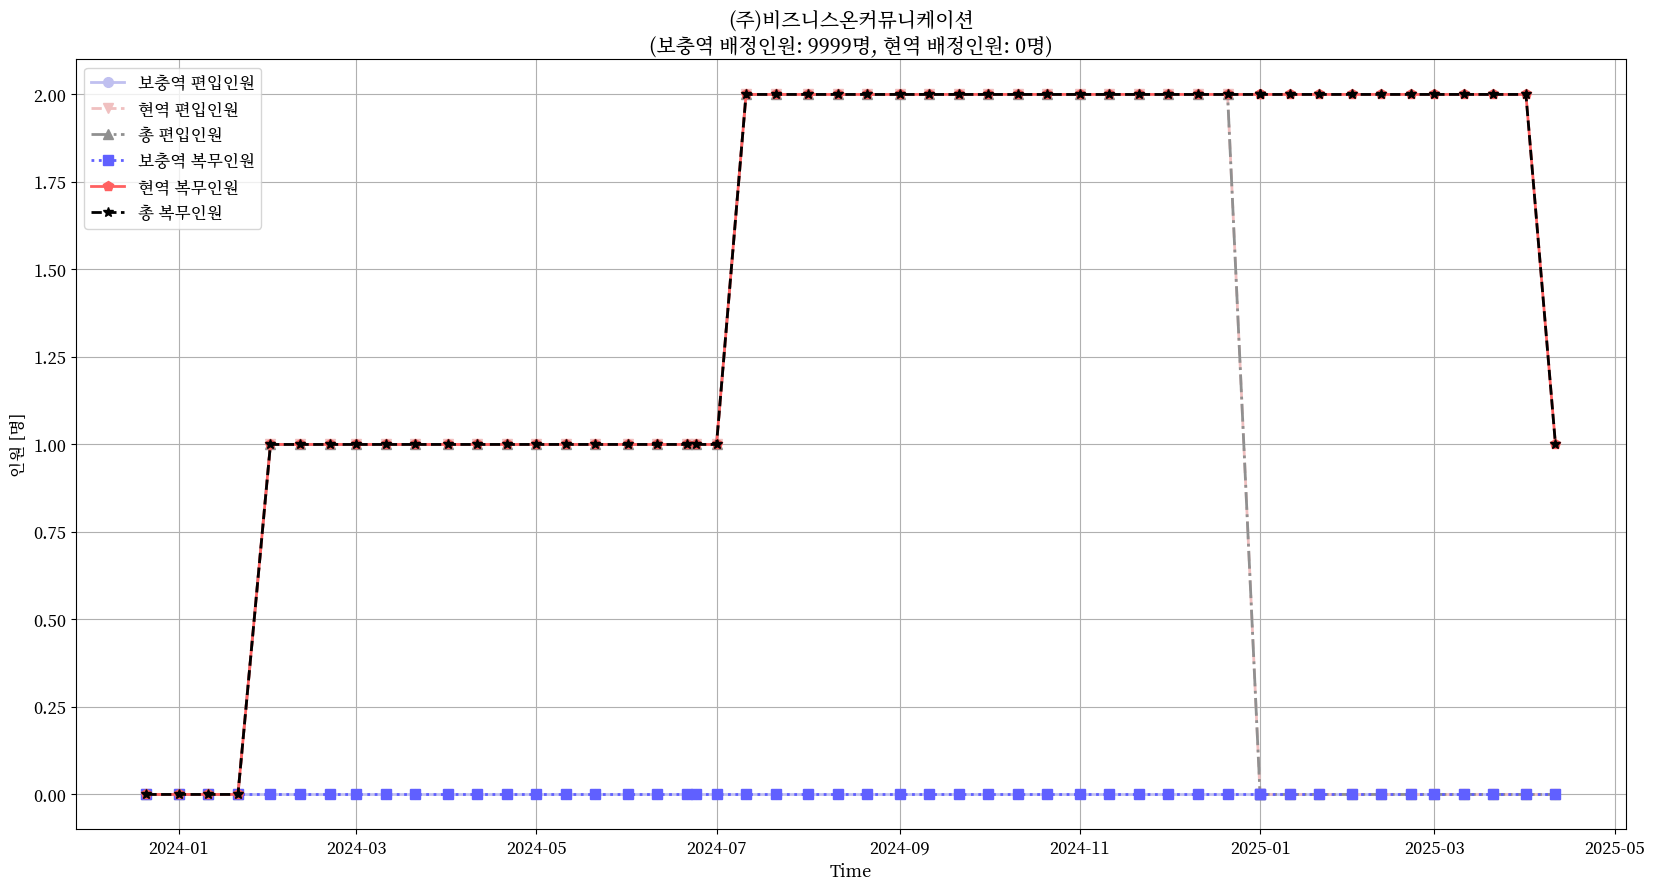 (주)비즈니스온커뮤니케이션
(보충역 배정인원: 9999명, 현역 배정인원: 0명)
보충역 편입인원
현역 편입인원
총 편입인원
보충역 복무인원
현역 복무인원
총 복무인원
2.00
1.75
1.50
1.25
1.00
0.75
0.50
0.25
0.00
인원 [명]
2024-01
2024-03
2024-05
2024-07
2024-09
2024-11
2025-01
2025-03
2025-05
Time